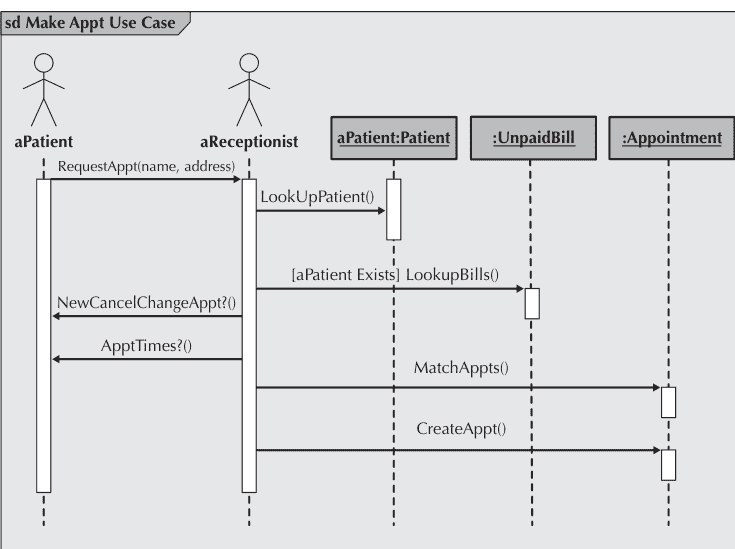 sd Make Appt Use Case
aPatient
aReceptionist
aPatient:Patient
:UnpaidBill
:Appointment
RequestAppt(name, address)
LookUpPatient()
[aPatient Exists] LookupBills()
NewCancelChangeAppt?()
ApptTimes?()
MatchAppts()
CreateAppt()